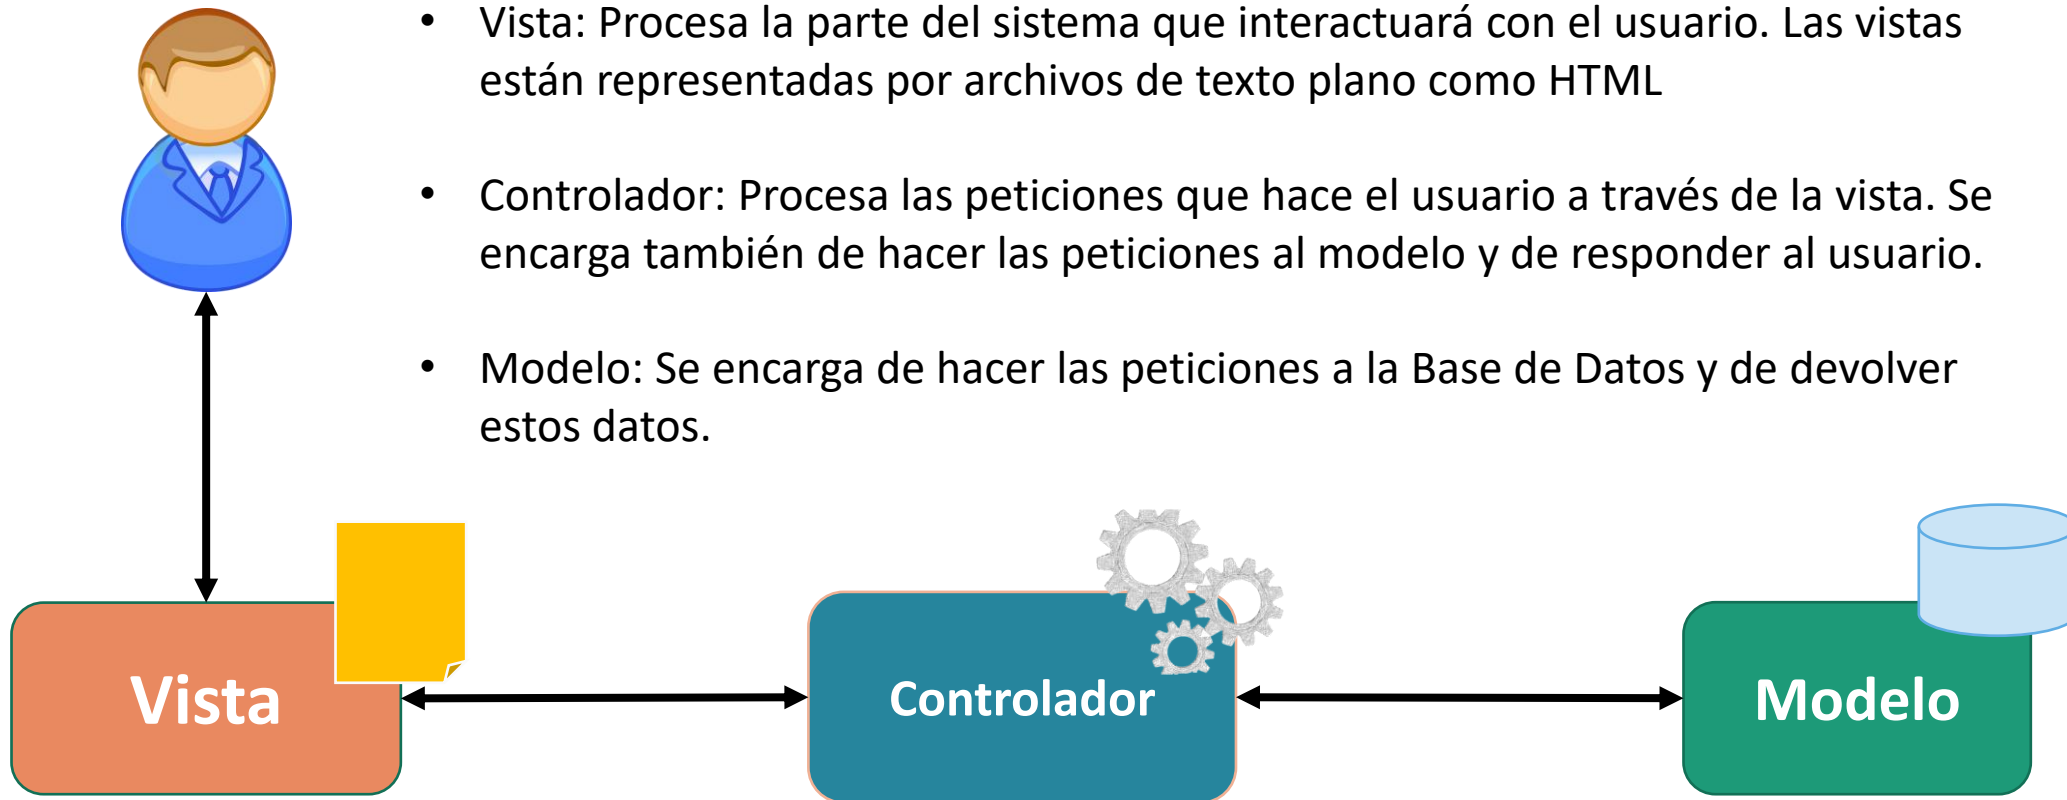 • Vista: Procesa la parte del sistema que interactuará con el usuario. Las vistas
están representadas por archivos de texto plano como HTML
• Controlador: Procesa las peticiones que hace el usuario a través de la vista. Se
encarga también de hacer las peticiones al modelo y de responder al usuario.
• Modelo: Se encarga de hacer las peticiones a la Base de Datos y de devolver
estos datos.
Vista
Controlador
Modelo